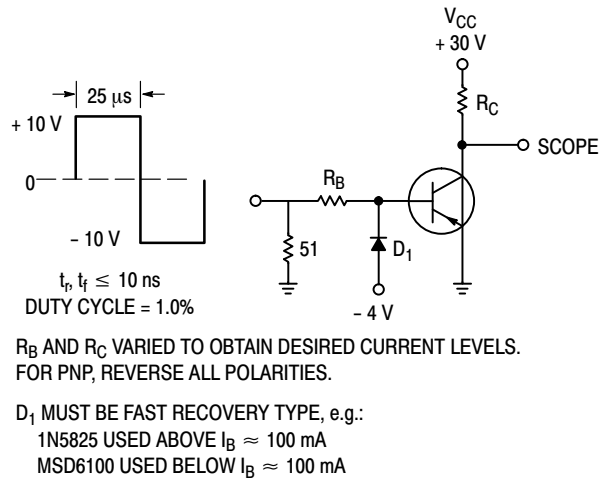 V_CC
+ 30 V
25 μs
R_C
+ 10 V
SCOPE
R_B
0
51
D_1
– 10 V
– 4 V
t_r, t_f ≤ 10 ns
DUTY CYCLE = 1.0%
R_B AND R_C VARIED TO OBTAIN DESIRED CURRENT LEVELS.
FOR PNP, REVERSE ALL POLARITIES.
D_1 MUST BE FAST RECOVERY TYPE, e.g.:
1N5825 USED ABOVE I_B ≈ 100 mA
MSD6100 USED BELOW I_B ≈ 100 mA